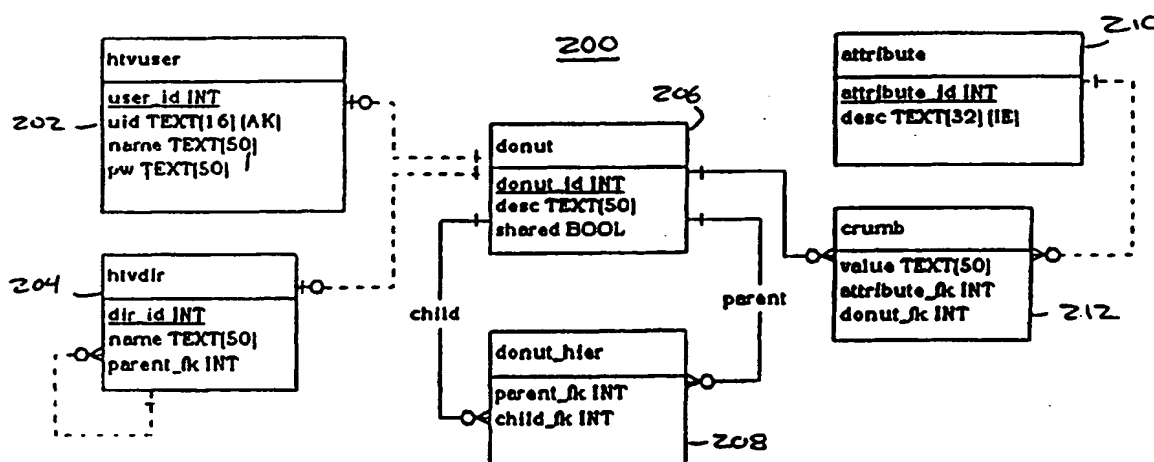 200
htvuser
user_id INT
uid TEXT[16] (AK)
name TEXT[50]
pw TEXT[50]
202
htvdir
dir_id INT
name TEXT[50]
parent_fk INT
204
donut
donut_id INT
desc TEXT[50]
shared BOOL
206
child
parent
donut_hier
parent_fk INT
child_fk INT
208
attribute
attribute_id INT
desc TEXT[32] (IE)
210
crumb
value TEXT[50]
attribute_fk INT
donut_fk INT
212